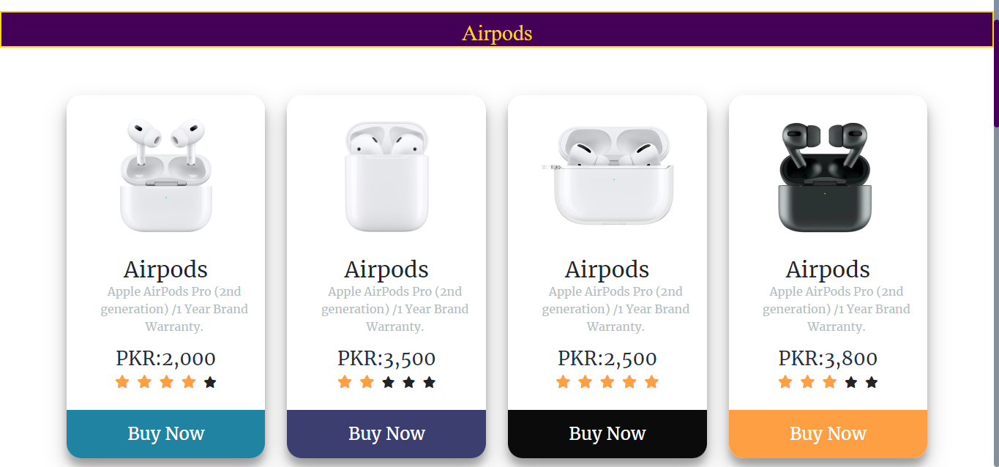 Airpods
Airpods
Apple AirPods Pro (2nd
generation) /1 Year Brand
Warranty.
PKR:2,000
Buy Now
Airpods
Apple AirPods Pro (2nd
generation) /1 Year Brand
Warranty.
PKR:3,500
Buy Now
Airpods
Apple AirPods Pro (2nd
generation) /1 Year Brand
Warranty.
PKR:2,500
Buy Now
Airpods
Apple AirPods Pro (2nd
generation) /1 Year Brand
Warranty.
PKR:3,800
Buy Now